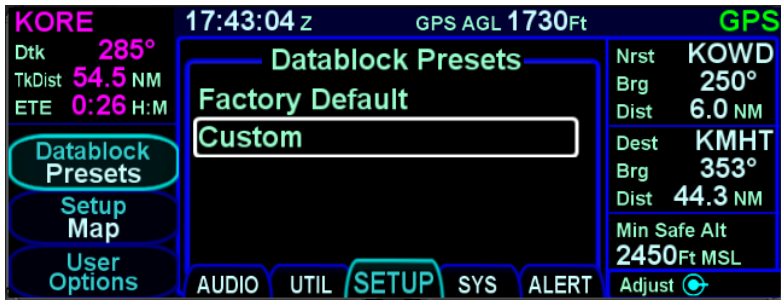 KORE
Dtk 285°
TkDist 54.5 NM
ETE 0:26 H:M
Datablock
Presets
Setup
Map
User
Options
17:43:04 Z GPS AGL 1730Ft
Datablock Presets
Factory Default
Custom
AUDIO UTIL SETUP SYS ALERT
GPS
Nrst KOWD
Brg 250°
Dist 6.0 NM
Dest KMHT
Brg 353°
Dist 44.3 NM
Min Safe Alt
2450Ft MSL
Adjust